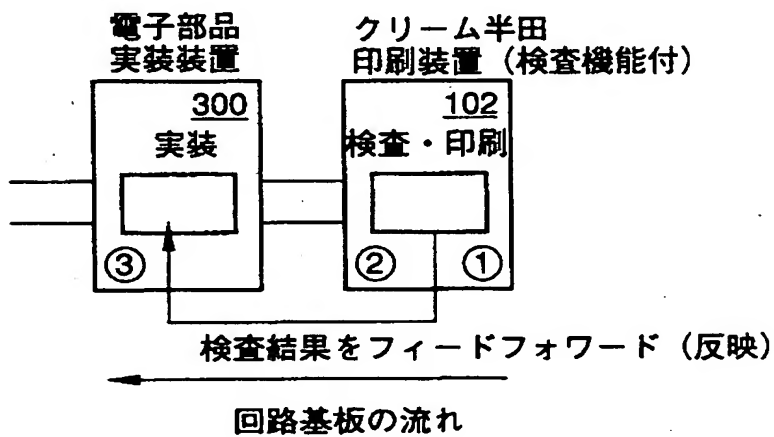 電子部品
実装装置
クリーム半田
印刷装置（検査機能付）
300
実装
102
検査・印刷
③
②
①
検査結果をフィードフォワード（反映）
回路基板の流れ